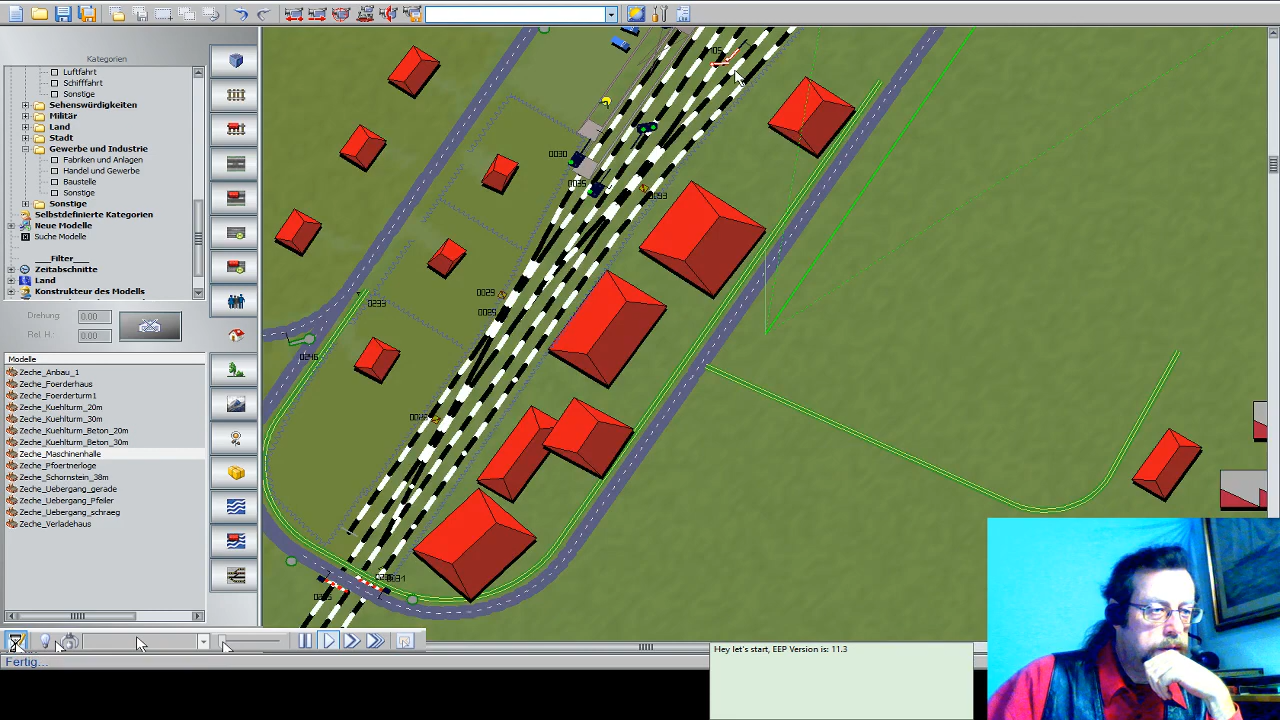 Kategorien
Luftfahrt
Schifffahrt
Sonstige
Sehenswürdigkeiten
Militär
Land
Stadt
Gewerbe und Industrie
Fabriken und Anlagen
Handel und Gewerbe
Baustelle
Sonstige
Sonstige
Selbstdefinierte Kategorien
Neue Modelle
Suche Modelle
___Filter___
Zeitabschnitte
Land
Konstrukteur des Modells
Drehung 0.00
Rel. H.: 0.00
Modelle
Zeche_Anbau_1
Zeche_Foerderhaus
Zeche_Foerderturm1
Zeche_Kuehlturm_20m
Zeche_Kuehlturm_30m
Zeche_Kuehlturm_Beton_20m
Zeche_Kuehlturm_Beton_30m
Zeche_Maschinenhalle
Zeche_Pfoertnerloge
Zeche_Schornstein_38m
Zeche_Uebergang_gerade
Zeche_Uebergang_Pfeiler
Zeche_Uebergang_schraeg
Zeche_Verladehaus
Fertig...
0030
0093
0233
0246
Hey let's start, EEP Version is: 11.3